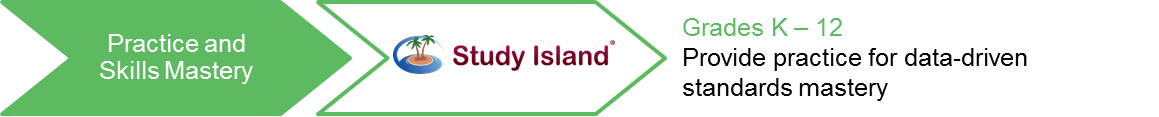 Practice and
Skills Mastery
Study Island®
Grades K – 12
Provide practice for data-driven
standards mastery